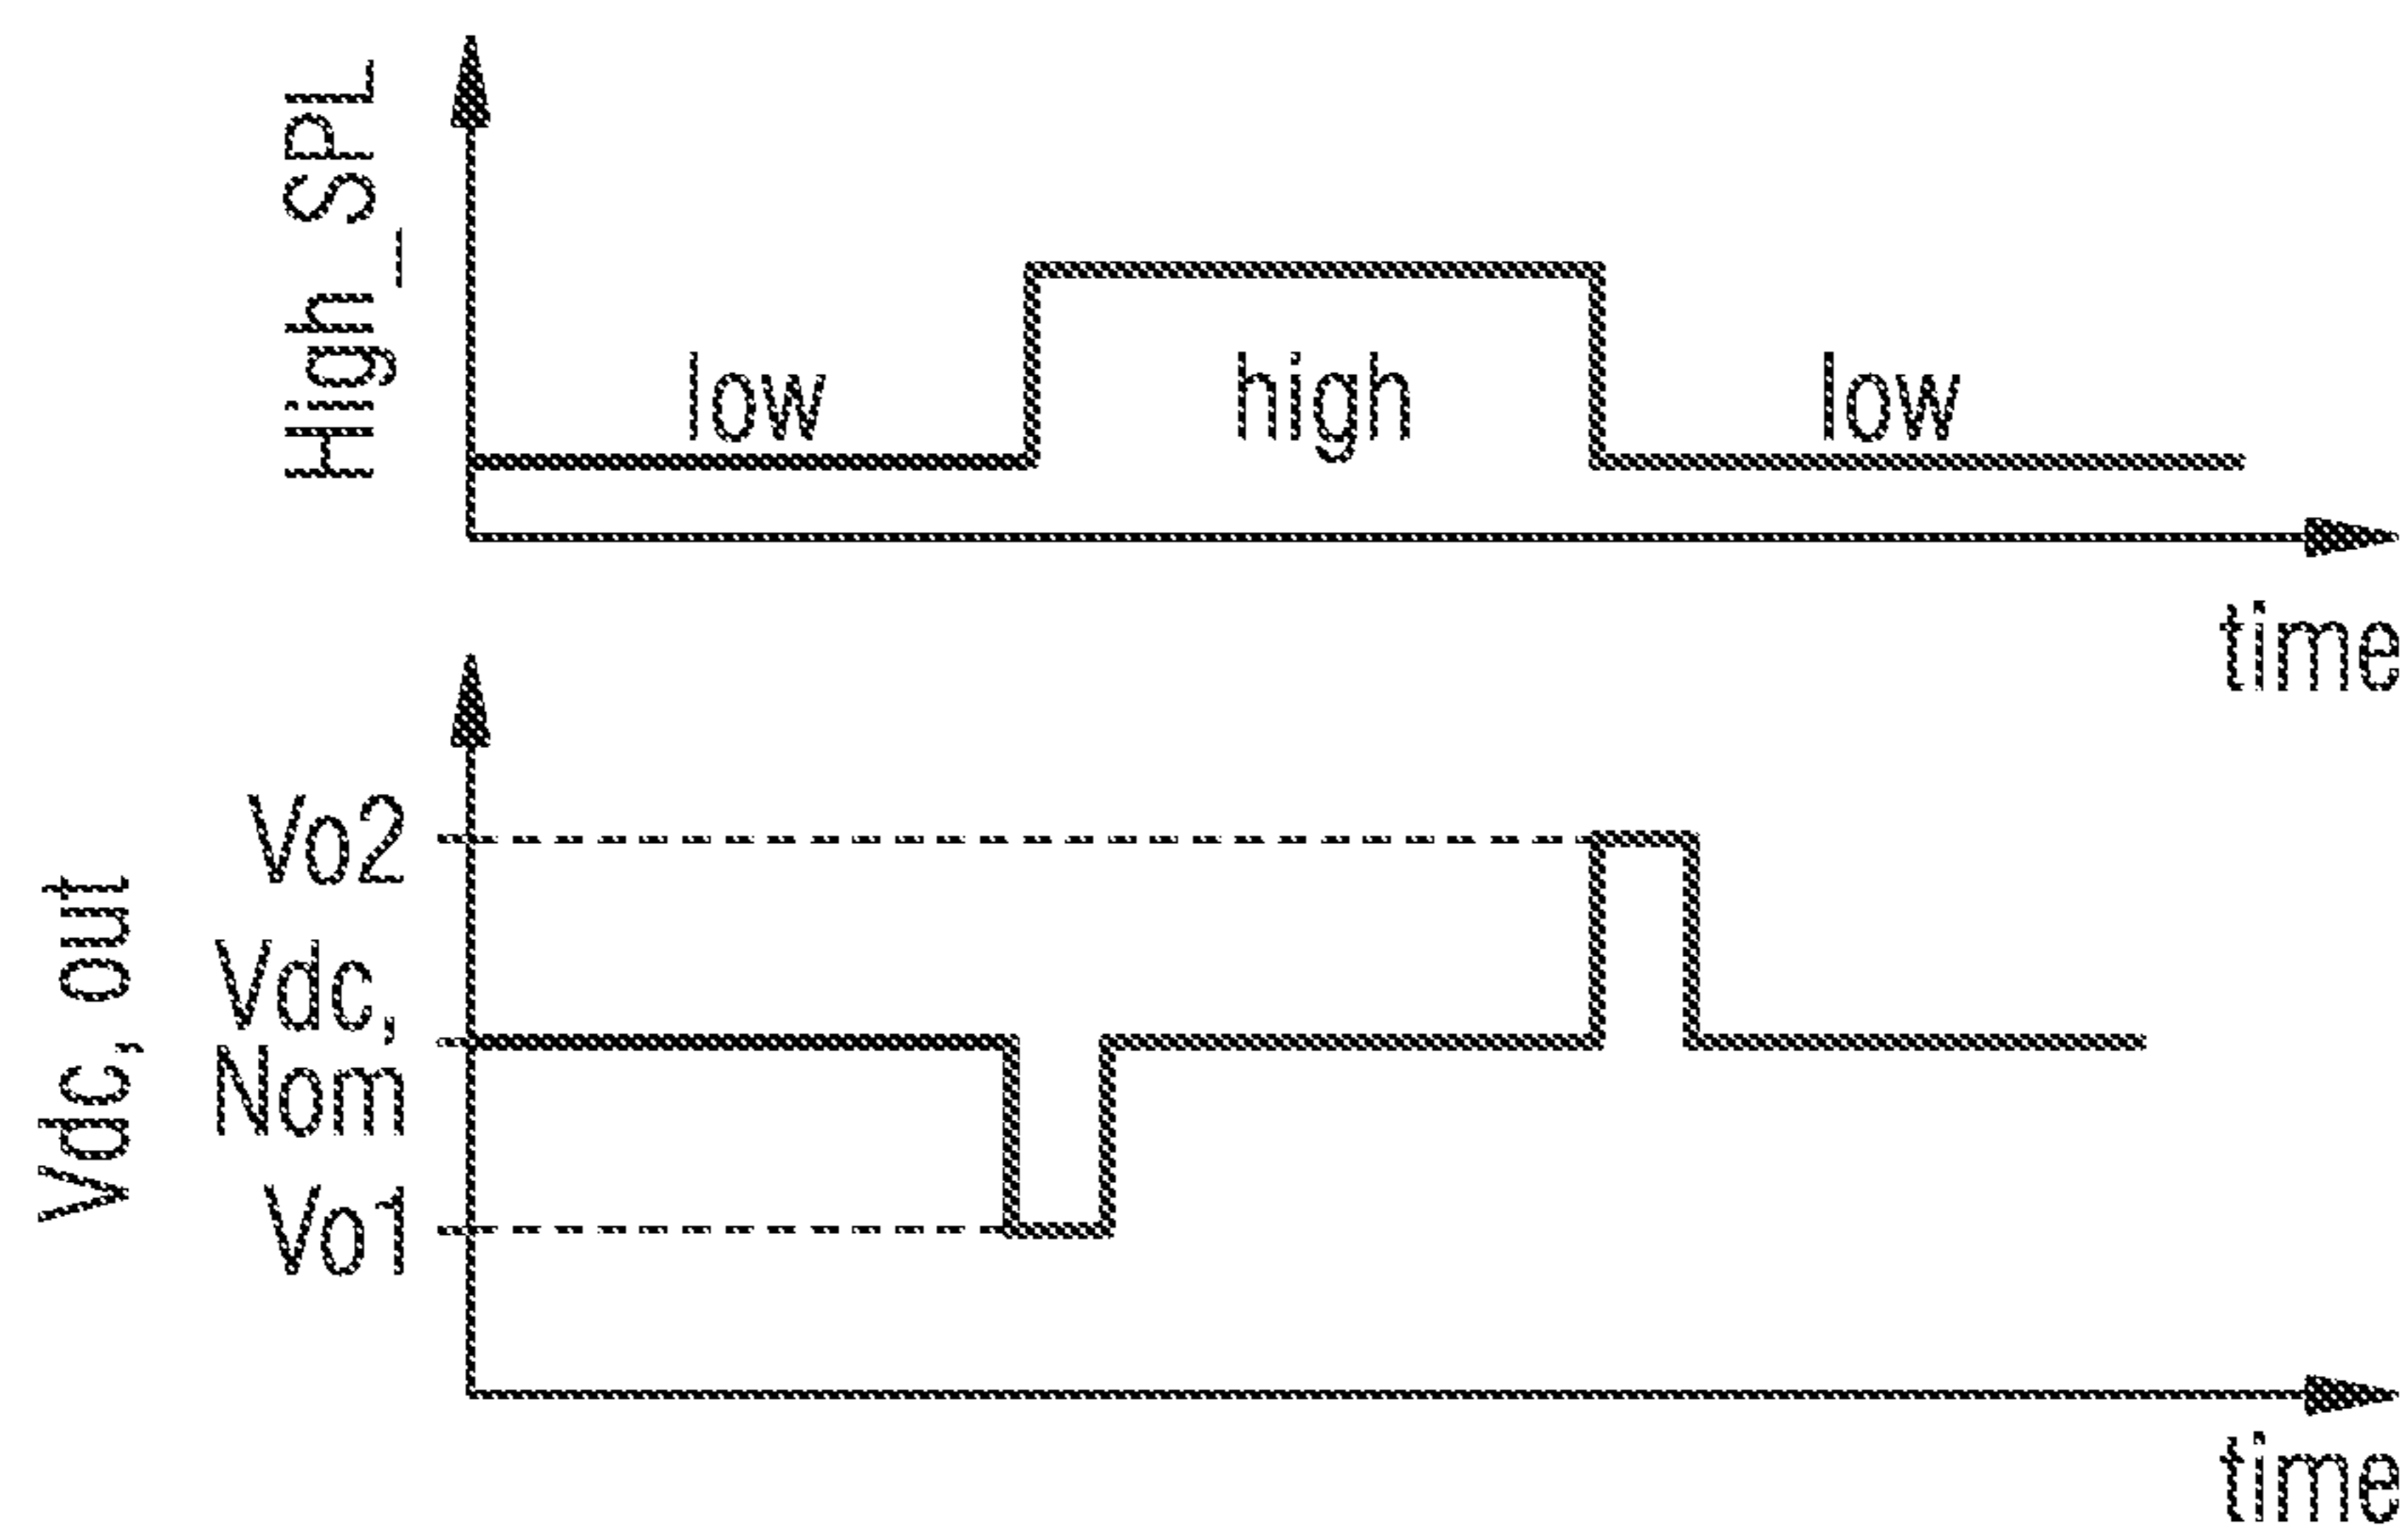 High_SPL
low
high
low
time
Vdc, out
Vo2
Vdc,
Nom
Vo1
time